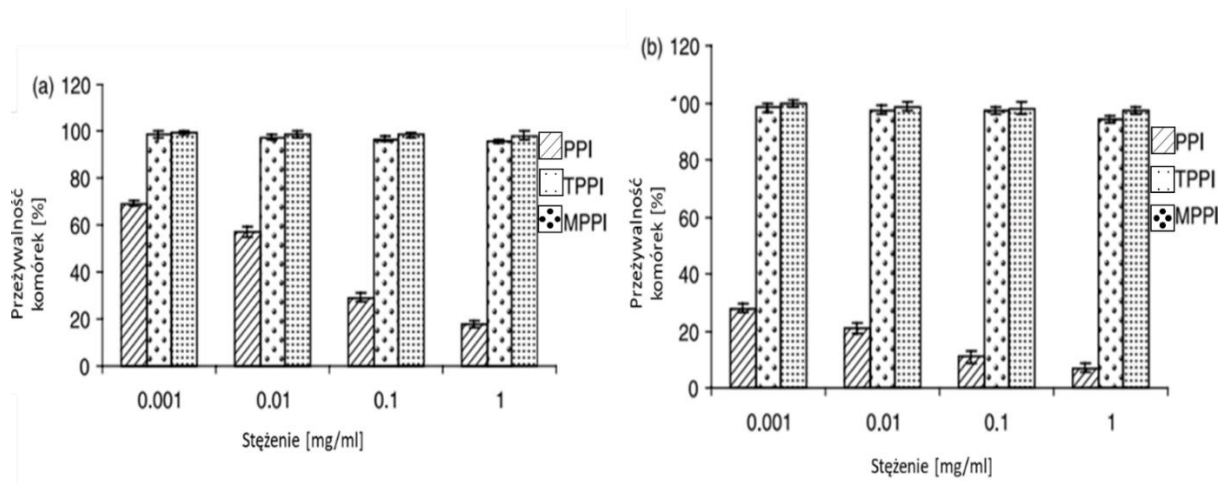 (a) 120
100
80
60
40
20
0
Przeżywalność
komórek [%]
0.001 0.01 0.1 1
Stężenie [mg/ml]
PPI
TPPI
MPPI
(b) 120
100
80
60
40
20
0
Przeżywalność
komórek [%]
0.001 0.01 0.1 1
Stężenie [mg/ml]
PPI
TPPI
MPPI